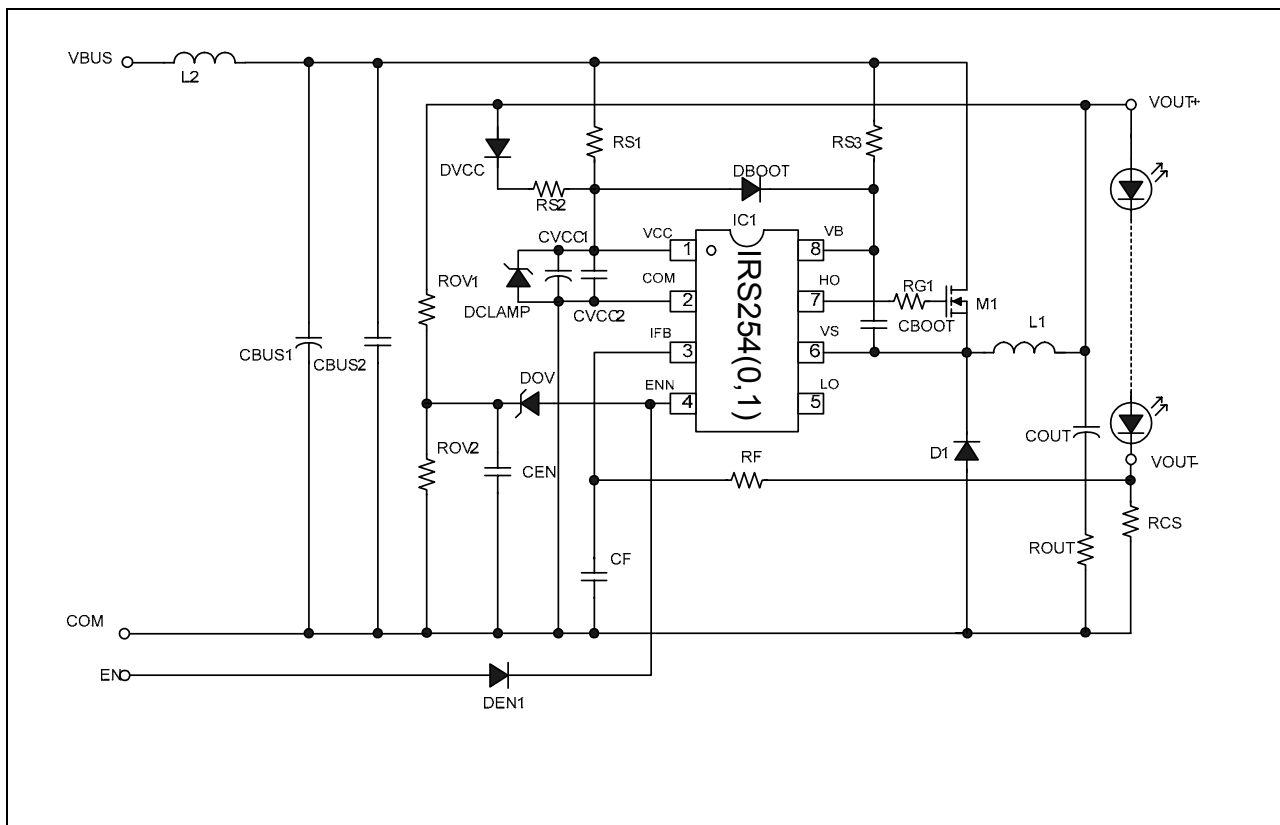 VBUS
L2
VOUT+
RS1
RS3
DVCC
DBOOT
RS2
IC1
CVCC1
VCC
1
VB
8
IRS254(0,1)
COM
2
HO
7
RG1
M1
ROV1
DCLAMP
CVCC2
CBOOT
L1
CBUS1
CBUS2
IFB
3
VS
6
DOV
ENN
4
LO
5
ROV2
CEN
RF
D1
COUT
VOUT-
CF
ROUT
RCS
COM
EN
DEN1